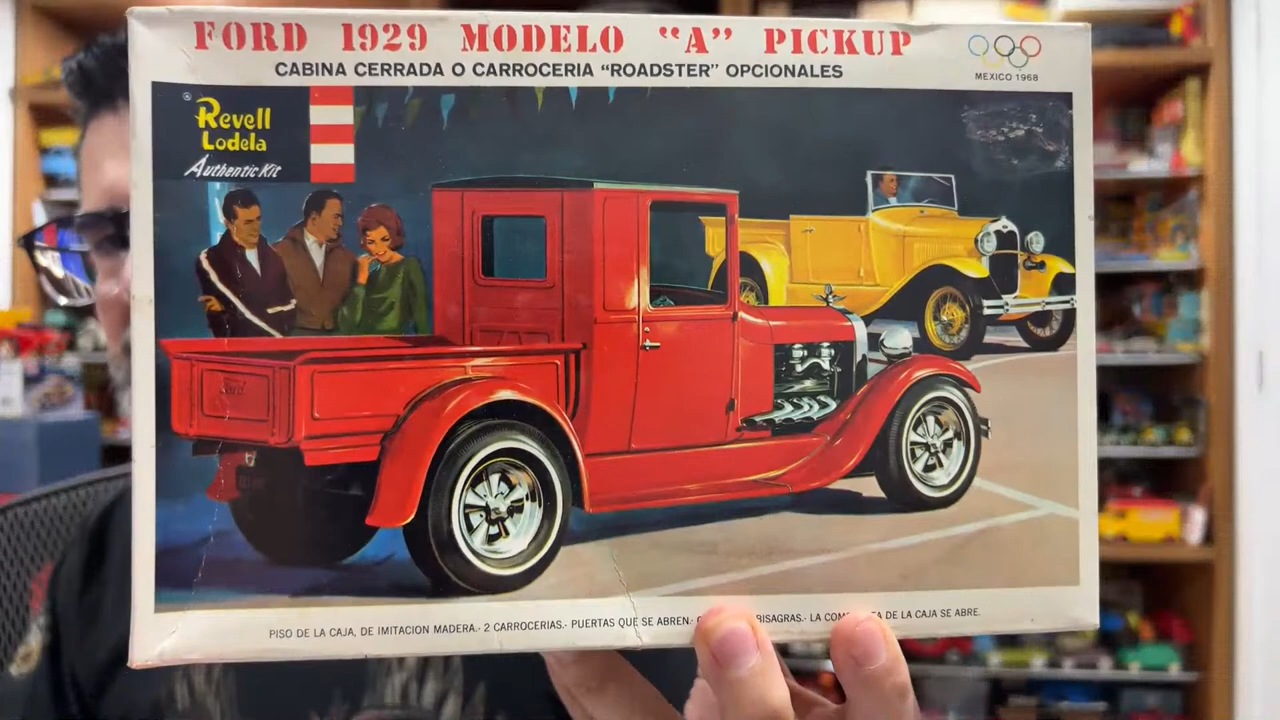 FORD 1929 MODELO “A” PICKUP
CABINA CERRADA O CARROCERIA “ROADSTER” OPCIONALES
MEXICO 1968
®
Revell
Lodela
Authentic Kit
Ford
PISO DE LA CAJA, DE IMITACION MADERA.- 2 CARROCERIAS.- PUERTAS QUE SE ABREN.- BISAGRAS.- LA DE LA CAJA SE ABRE.